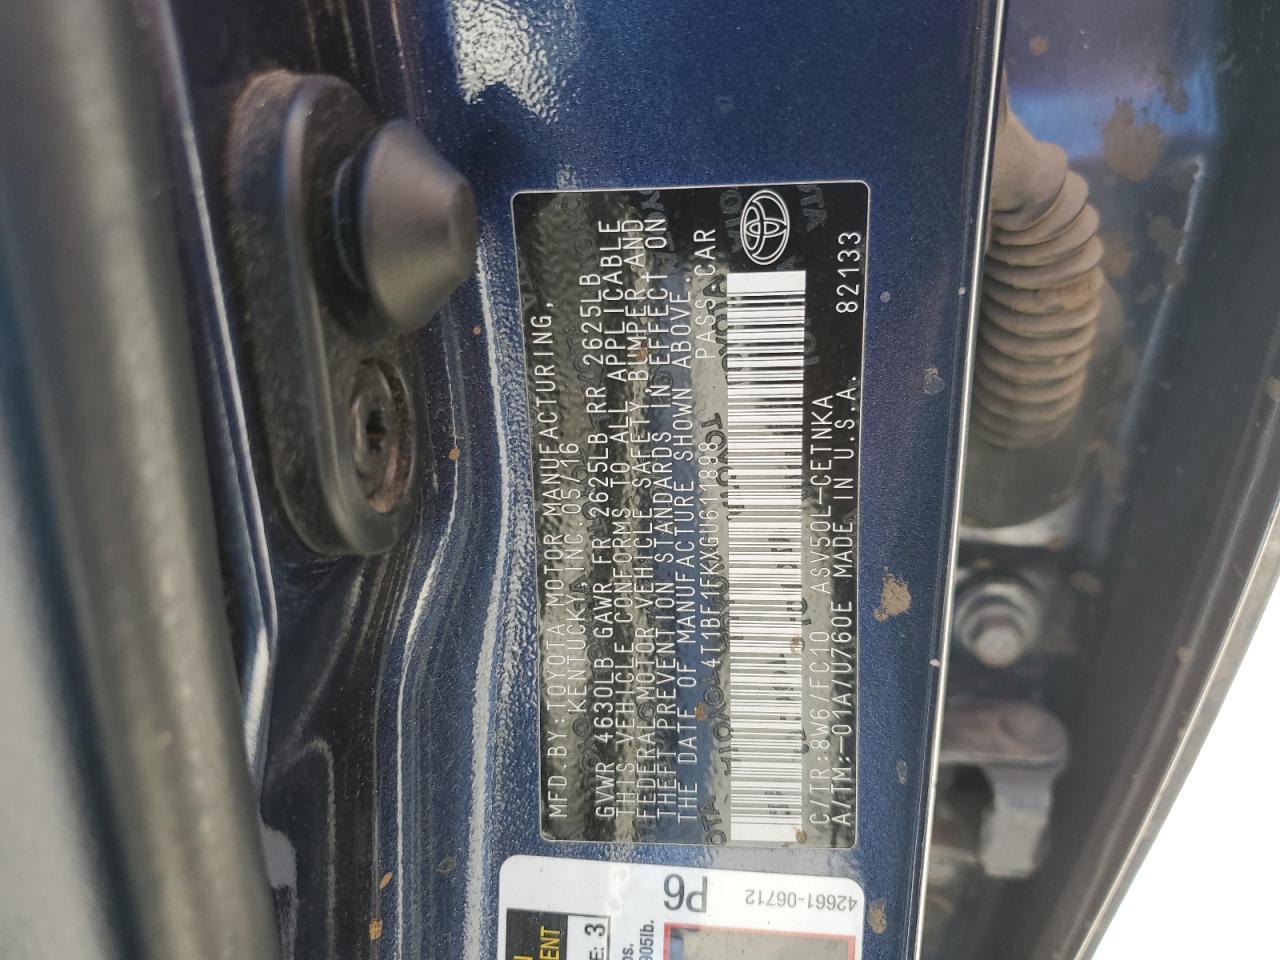 MFD.BY:TOYOTA MOTOR MANUFACTURING,
KENTUCKY,INC.05/16
GVWR 4630LB GAWR FR 2625LB RR 2625LB
THIS VEHICLE CONFORMS TO ALL APPLICABLE
FEDERAL MOTOR VEHICLE SAFETY,BUMPER,AND
THEFT PREVENTION STANDARDS IN EFFECT ON
THE DATE OF MANUFACTURE SHOWN ABOVE.
4T1BF1FKXGU611898 PASS.CAR
C/TR:8W6/FC10 ASV50L-CETNKA
A/TM:-01A/U760E MADE IN U.S.A. 82133
P6
42661-06712
ENT
E: 3
905lb.